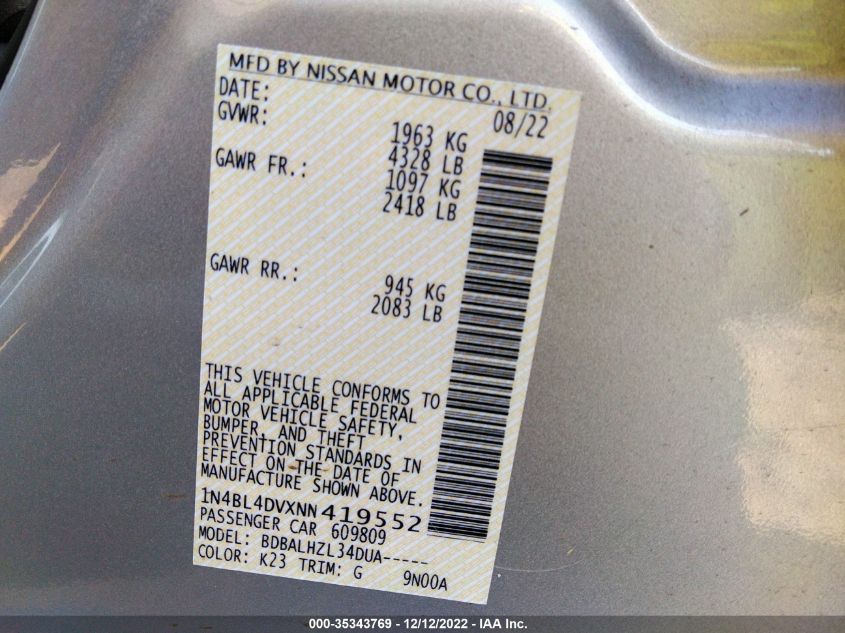 MFD BY NISSAN MOTOR CO., LTD.
DATE: 08/22
GVWR: 1963 KG
4328 LB
GAWR FR.: 1097 KG
2418 LB
GAWR RR.: 945 KG
2083 LB
THIS VEHICLE CONFORMS TO
ALL APPLICABLE FEDERAL
MOTOR VEHICLE SAFETY,
BUMPER, AND THEFT
PREVENTION STANDARDS IN
EFFECT ON THE DATE OF
MANUFACTURE SHOWN ABOVE.
1N4BL4DVXNN419552
PASSENGER CAR 609809
MODEL: BDBALHZL34DUA-----
COLOR: K23 TRIM: G 9N00A
000-35343769 - 12/12/2022 - IAA Inc.